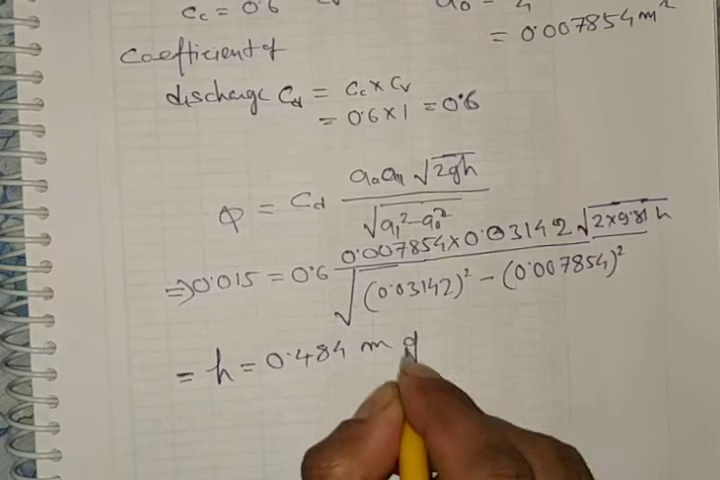 Cc = 0.6
= 0.007854 m²
Coefficient of
discharge Cd = Cc × Cv
= 0.6 × 1 = 0.6
Q = Cd a₀a₁ √2gh / √a₁² - a₀²
⇒ 0.015 = 0.6 0.007854 × 0.03142 √2×9.81 h / √(0.03142)² - (0.007854)²
= h = 0.484 m